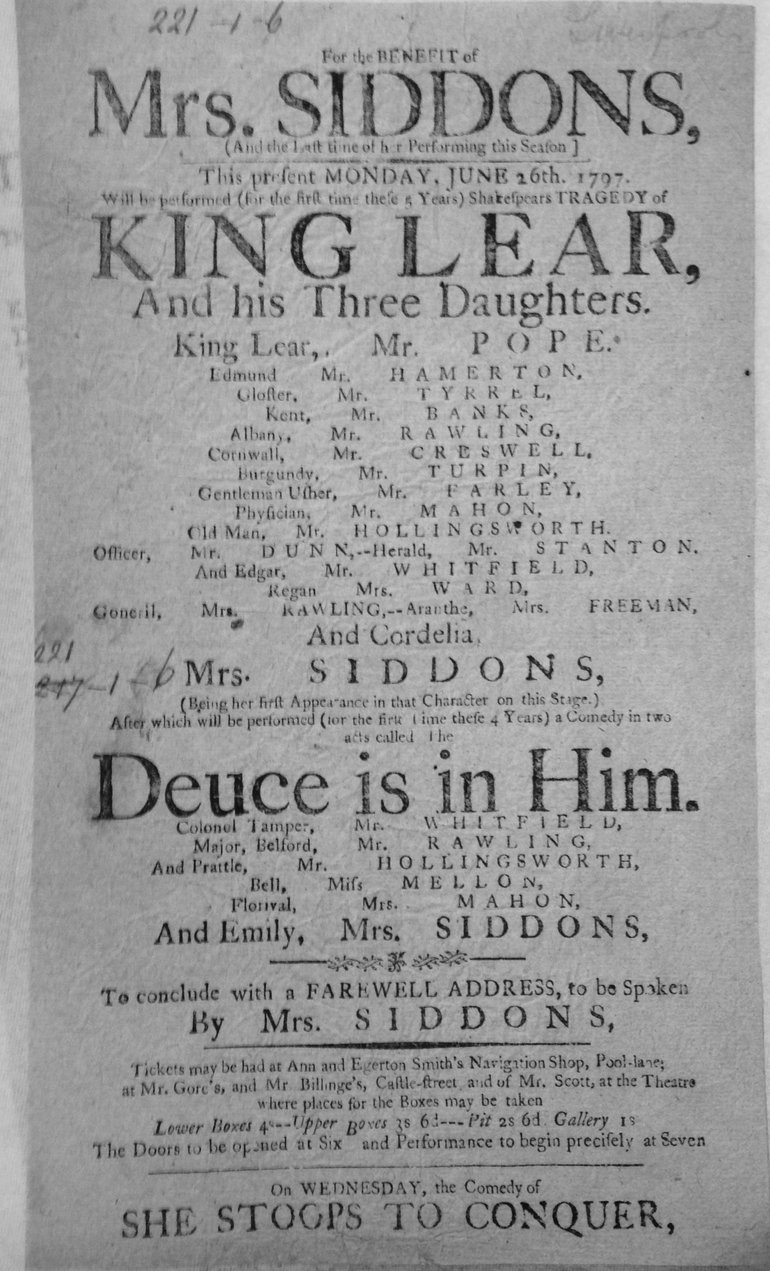 221-1-6
Liverpool
For the BENEFIT of
Mrs. SIDDONS,
(And the laſt time of her Performing this Seaſon]
This preſent MONDAY, JUNE 26th. 1797.
Will be performed (for the firſt time theſe 5 Years) Shakeſpears TRAGEDY of
KING LEAR,
And his Three Daughters.
King Lear,. Mr. POPE.
Edmund Mr. HAMERTON,
Gloſter, Mr. TYRREL,
Kent, Mr. BANKS,
Albany, Mr. RAWLING,
Cornwall, Mr. CRESWELL,
Burgundy, Mr. TURPIN,
Gentleman Uſher, Mr. FARLEY,
Phyſician, Mr. MAHON,
Old Man, Mr. HOLLINGSWORTH.
Officer, Mr. DUNN,--Herald, Mr. STANTON.
And Edgar, Mr. WHITFIELD,
Regan Mrs. WARD,
Goneril, Mrs. RAWLING,--Aranthe, Mrs. FREEMAN,
And Cordelia,
221
247-1-6 Mrs. SIDDONS,
(Being her firſt Appearance in that Character on this Stage.)
After which will be performed (for the firſt time theſe 4 Years) a Comedy in two
acts called The
Deuce is in Him.
Colonel Tamper, Mr. WHITFIELD,
Major, Belford, Mr. RAWLING,
And Prattle, Mr. HOLLINGSWORTH,
Bell, Miſs MELLON,
Florival, Mrs. MAHON,
And Emily, Mrs. SIDDONS,
To conclude with a FAREWELL ADDRESS, to be Spoken
By Mrs. SIDDONS,
Tickets may be had at Ann and Egerton Smith's Navigation Shop, Pool-lane;
at Mr. Gore's, and Mr Billinge's, Caſtle-ſtreet and of Mr. Scott, at the Theatre
where places for the Boxes may be taken
Lower Boxes 4s--Upper Boxes 3s 6d---Pit 2s 6d. Gallery 1s
The Doors to be opened at Six and Performance to begin preciſely at Seven
On WEDNESDAY, the Comedy of
SHE STOOPS TO CONQUER,